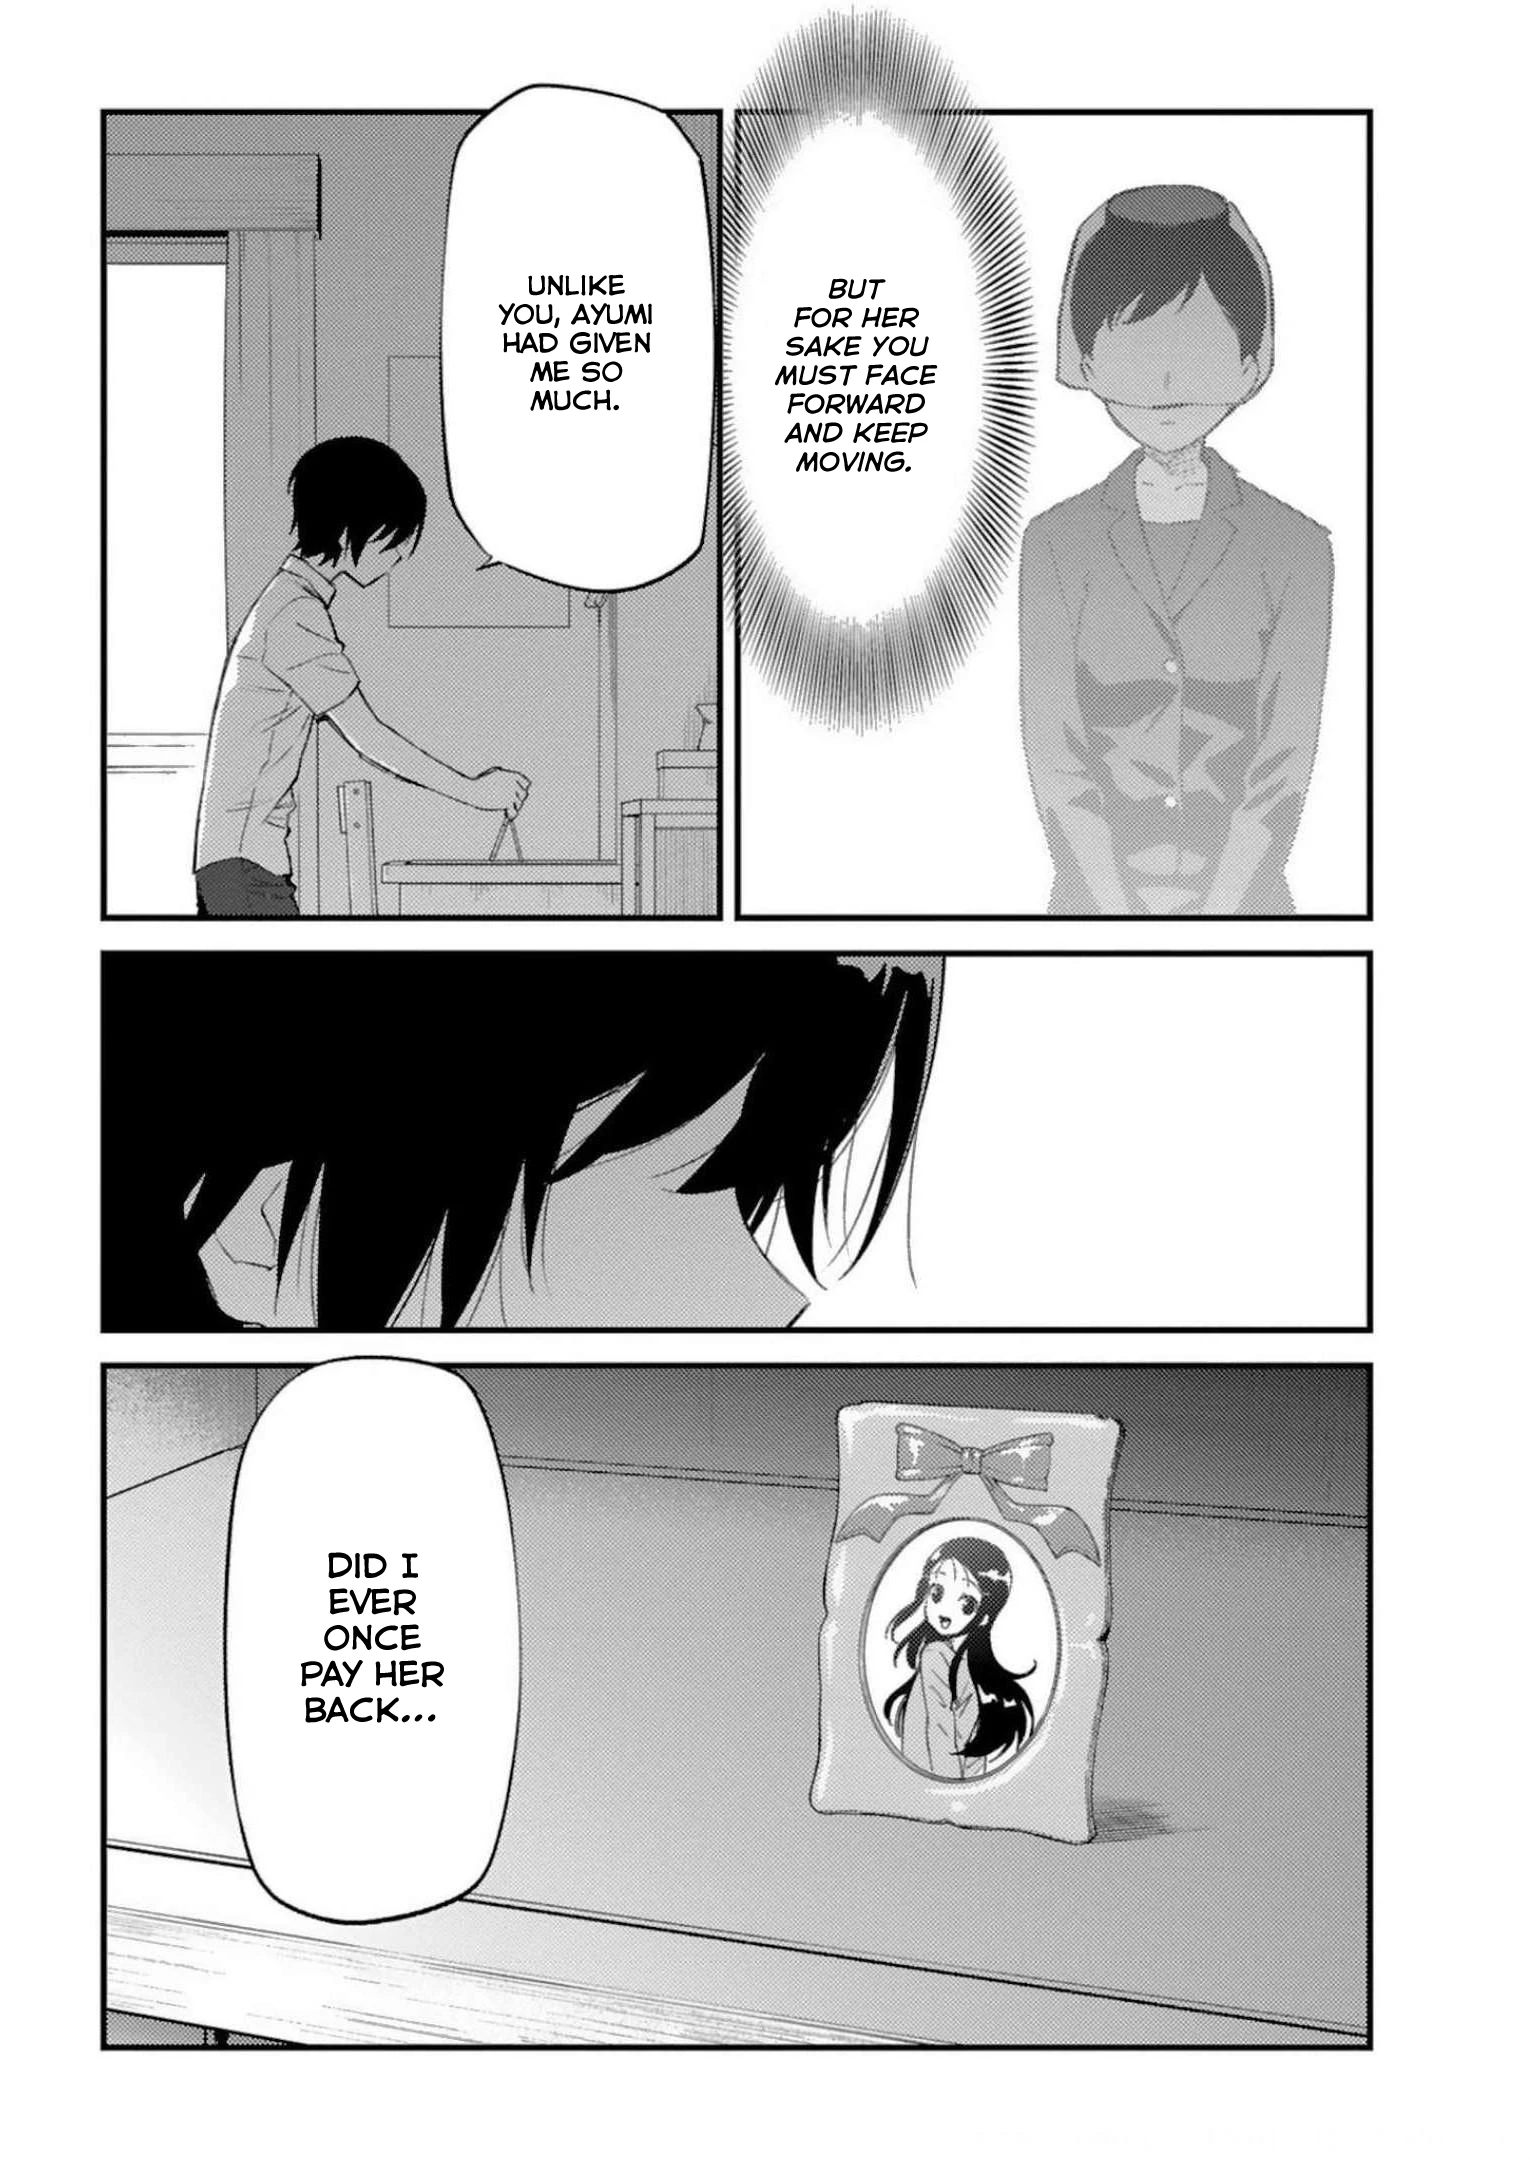 BUT
FOR HER
SAKE YOU
MUST FACE
FORWARD
AND KEEP
MOVING.
UNLIKE
YOU, AYUMI
HAD GIVEN
ME SO
MUCH.
DID I
EVER
ONCE
PAY HER
BACK...